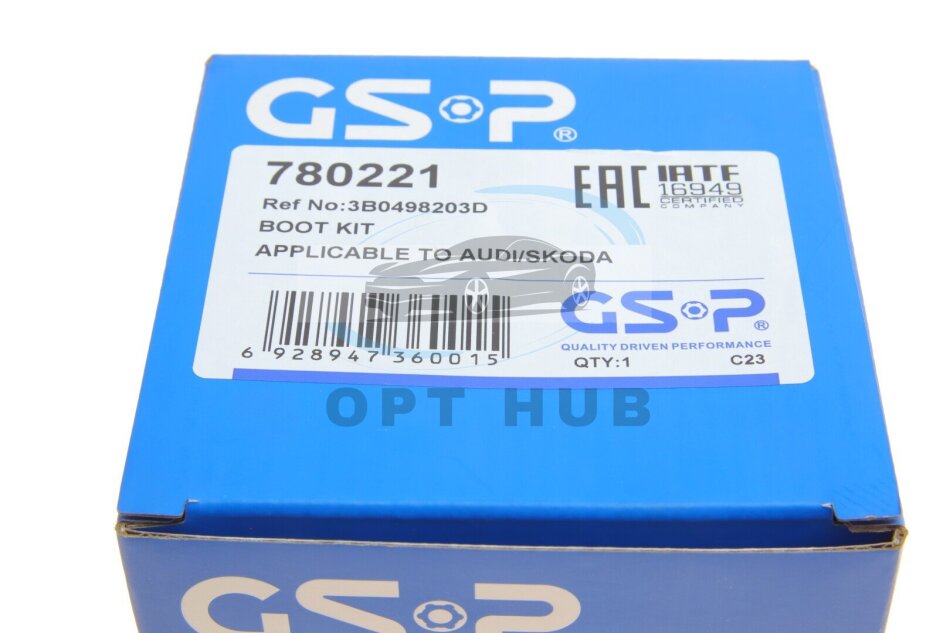 GSP®
780221
Ref No:3B0498203D
BOOT KIT
APPLICABLE TO AUDI/SKODA
EAC
IATF
16949
CERTIFIED
COMPANY
6 928947 360015
GSP®
QUALITY DRIVEN PERFORMANCE
QTY:1
C23
OPT HUB
GSP